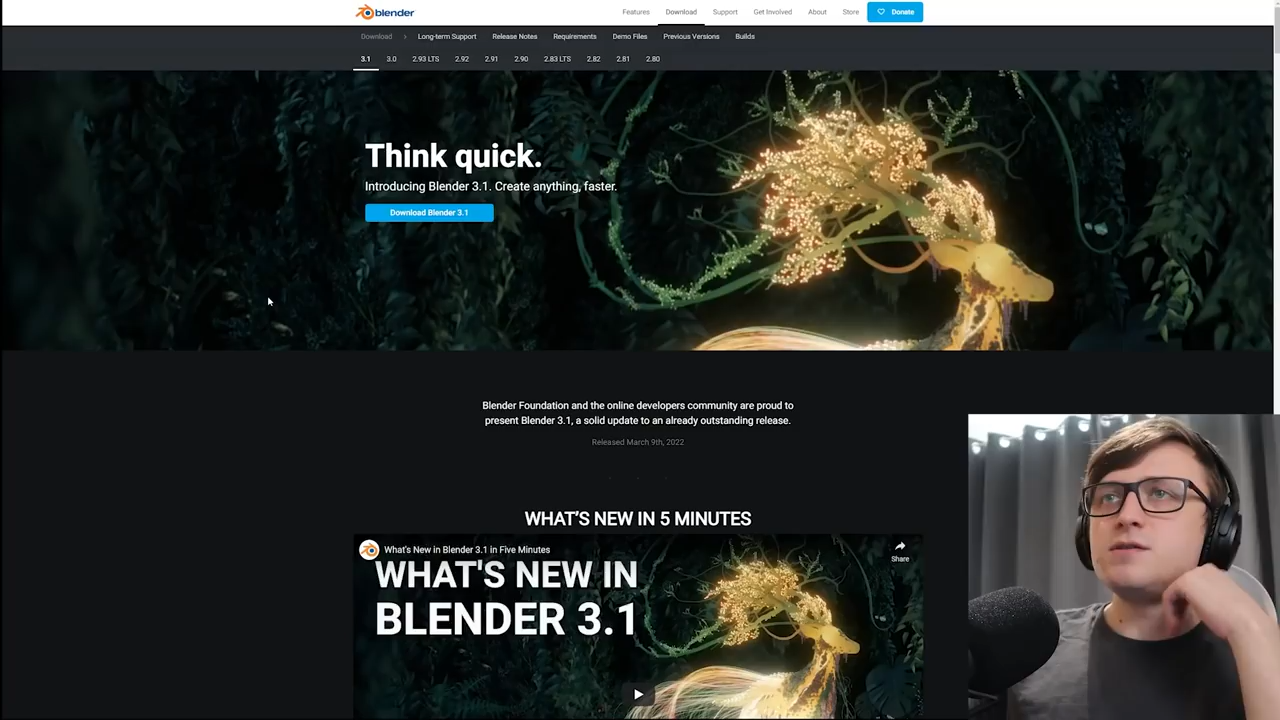 blender
Features
Download
Support
Get Involved
About
Store
Donate
Download
Long-term Support
Release Notes
Requirements
Demo Files
Previous Versions
Builds
3.1
3.0
2.93 LTS
2.92
2.91
2.90
2.83 LTS
2.82
2.81
2.80
Think quick.
Introducing Blender 3.1. Create anything, faster.
Download Blender 3.1
Blender Foundation and the online developers community are proud to
present Blender 3.1, a solid update to an already outstanding release.
Released March 9th, 2022
WHAT'S NEW IN 5 MINUTES
What's New in Blender 3.1 in Five Minutes
Share
WHAT'S NEW IN
BLENDER 3.1